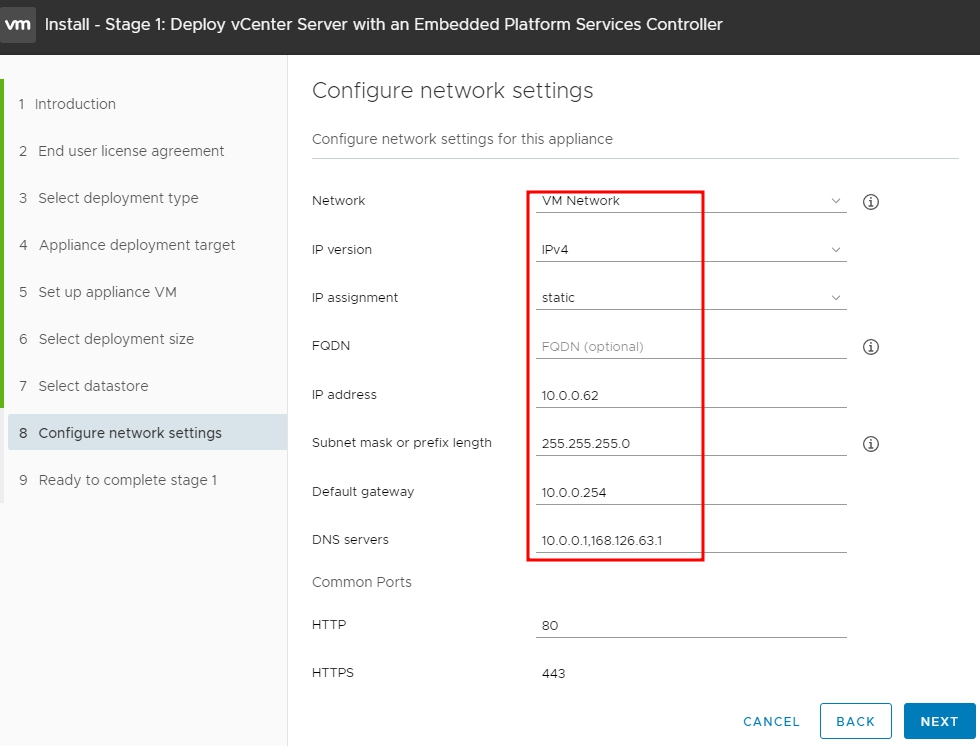 vm Install - Stage 1: Deploy vCenter Server with an Embedded Platform Services Controller
1 Introduction
2 End user license agreement
3 Select deployment type
4 Appliance deployment target
5 Set up appliance VM
6 Select deployment size
7 Select datastore
8 Configure network settings
9 Ready to complete stage 1
Configure network settings
Configure network settings for this appliance
Network VM Network
IP version IPv4
IP assignment static
FQDN FQDN (optional)
IP address 10.0.0.62
Subnet mask or prefix length 255.255.255.0
Default gateway 10.0.0.254
DNS servers 10.0.0.1,168.126.63.1
Common Ports
HTTP 80
HTTPS 443
CANCEL BACK NEXT